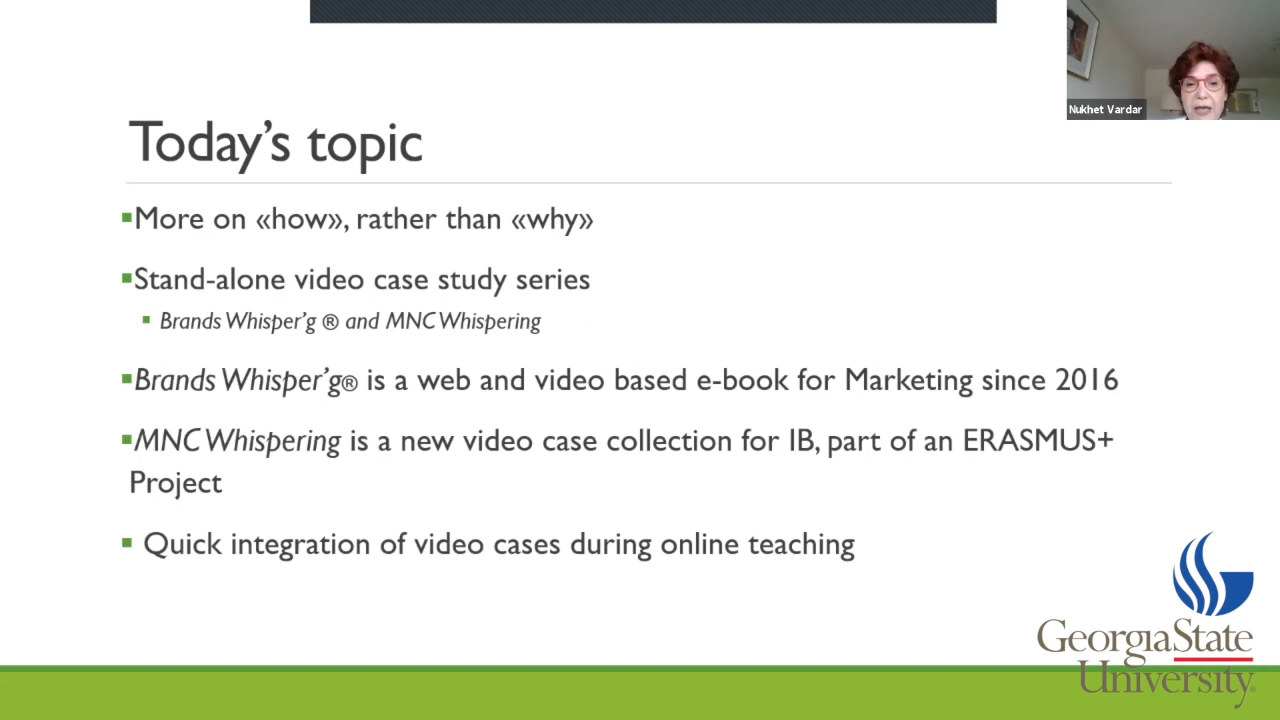 Nukhet Vardar
Today's topic
▪More on «how», rather than «why»
▪Stand-alone video case study series
▪ Brands Whisper'g ® and MNC Whispering
▪Brands Whisper'g® is a web and video based e-book for Marketing since 2016
▪MNC Whispering is a new video case collection for IB, part of an ERASMUS+
Project
▪ Quick integration of video cases during online teaching
GeorgiaState
University®